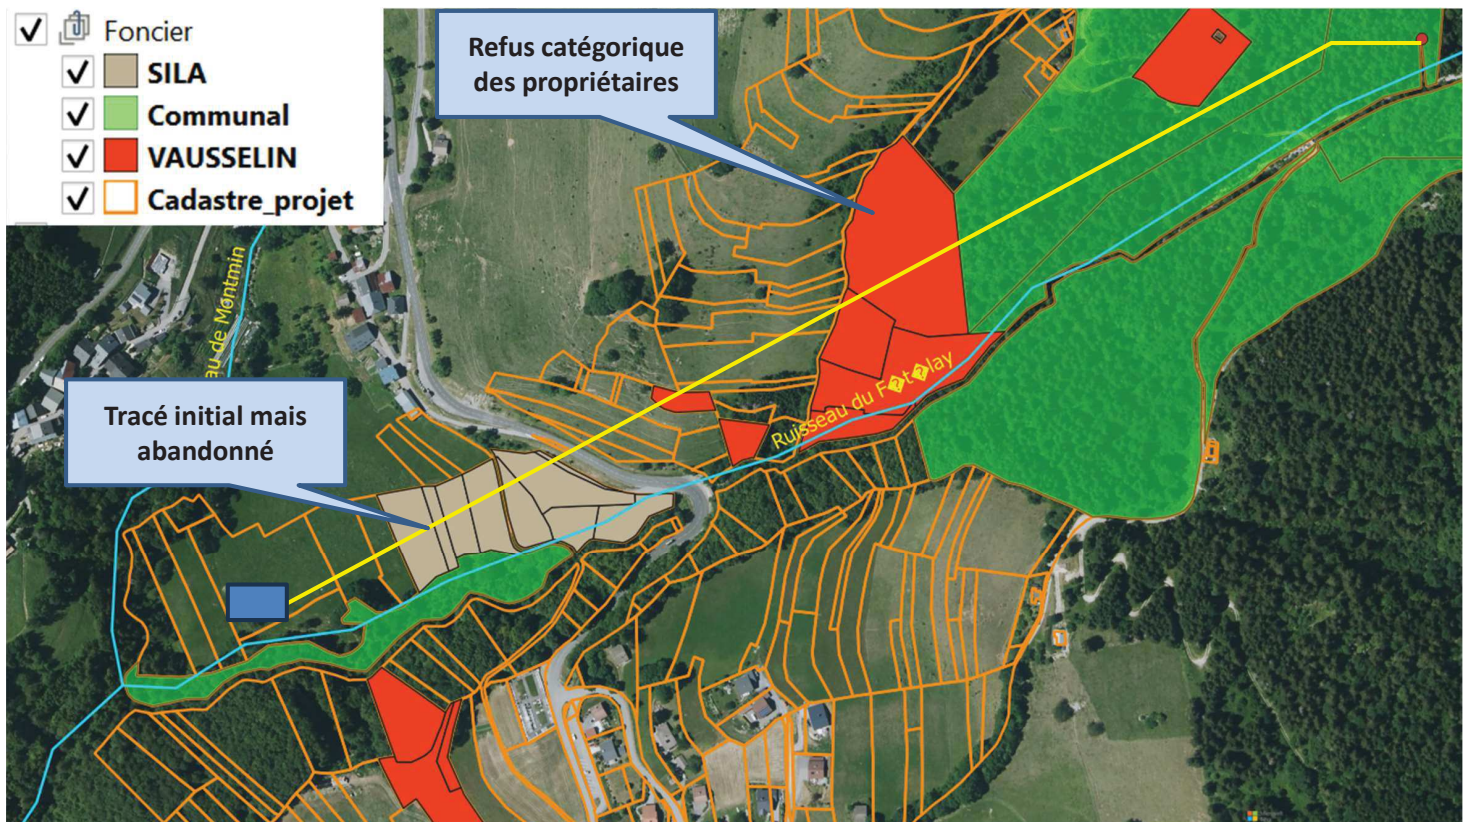 Foncier
SILA
Communal
VAUSSELIN
Cadastre_projet
Refus catégorique
des propriétaires
au de Montmin
Tracé initial mais
abandonné
Ruisseau du F�t�lay